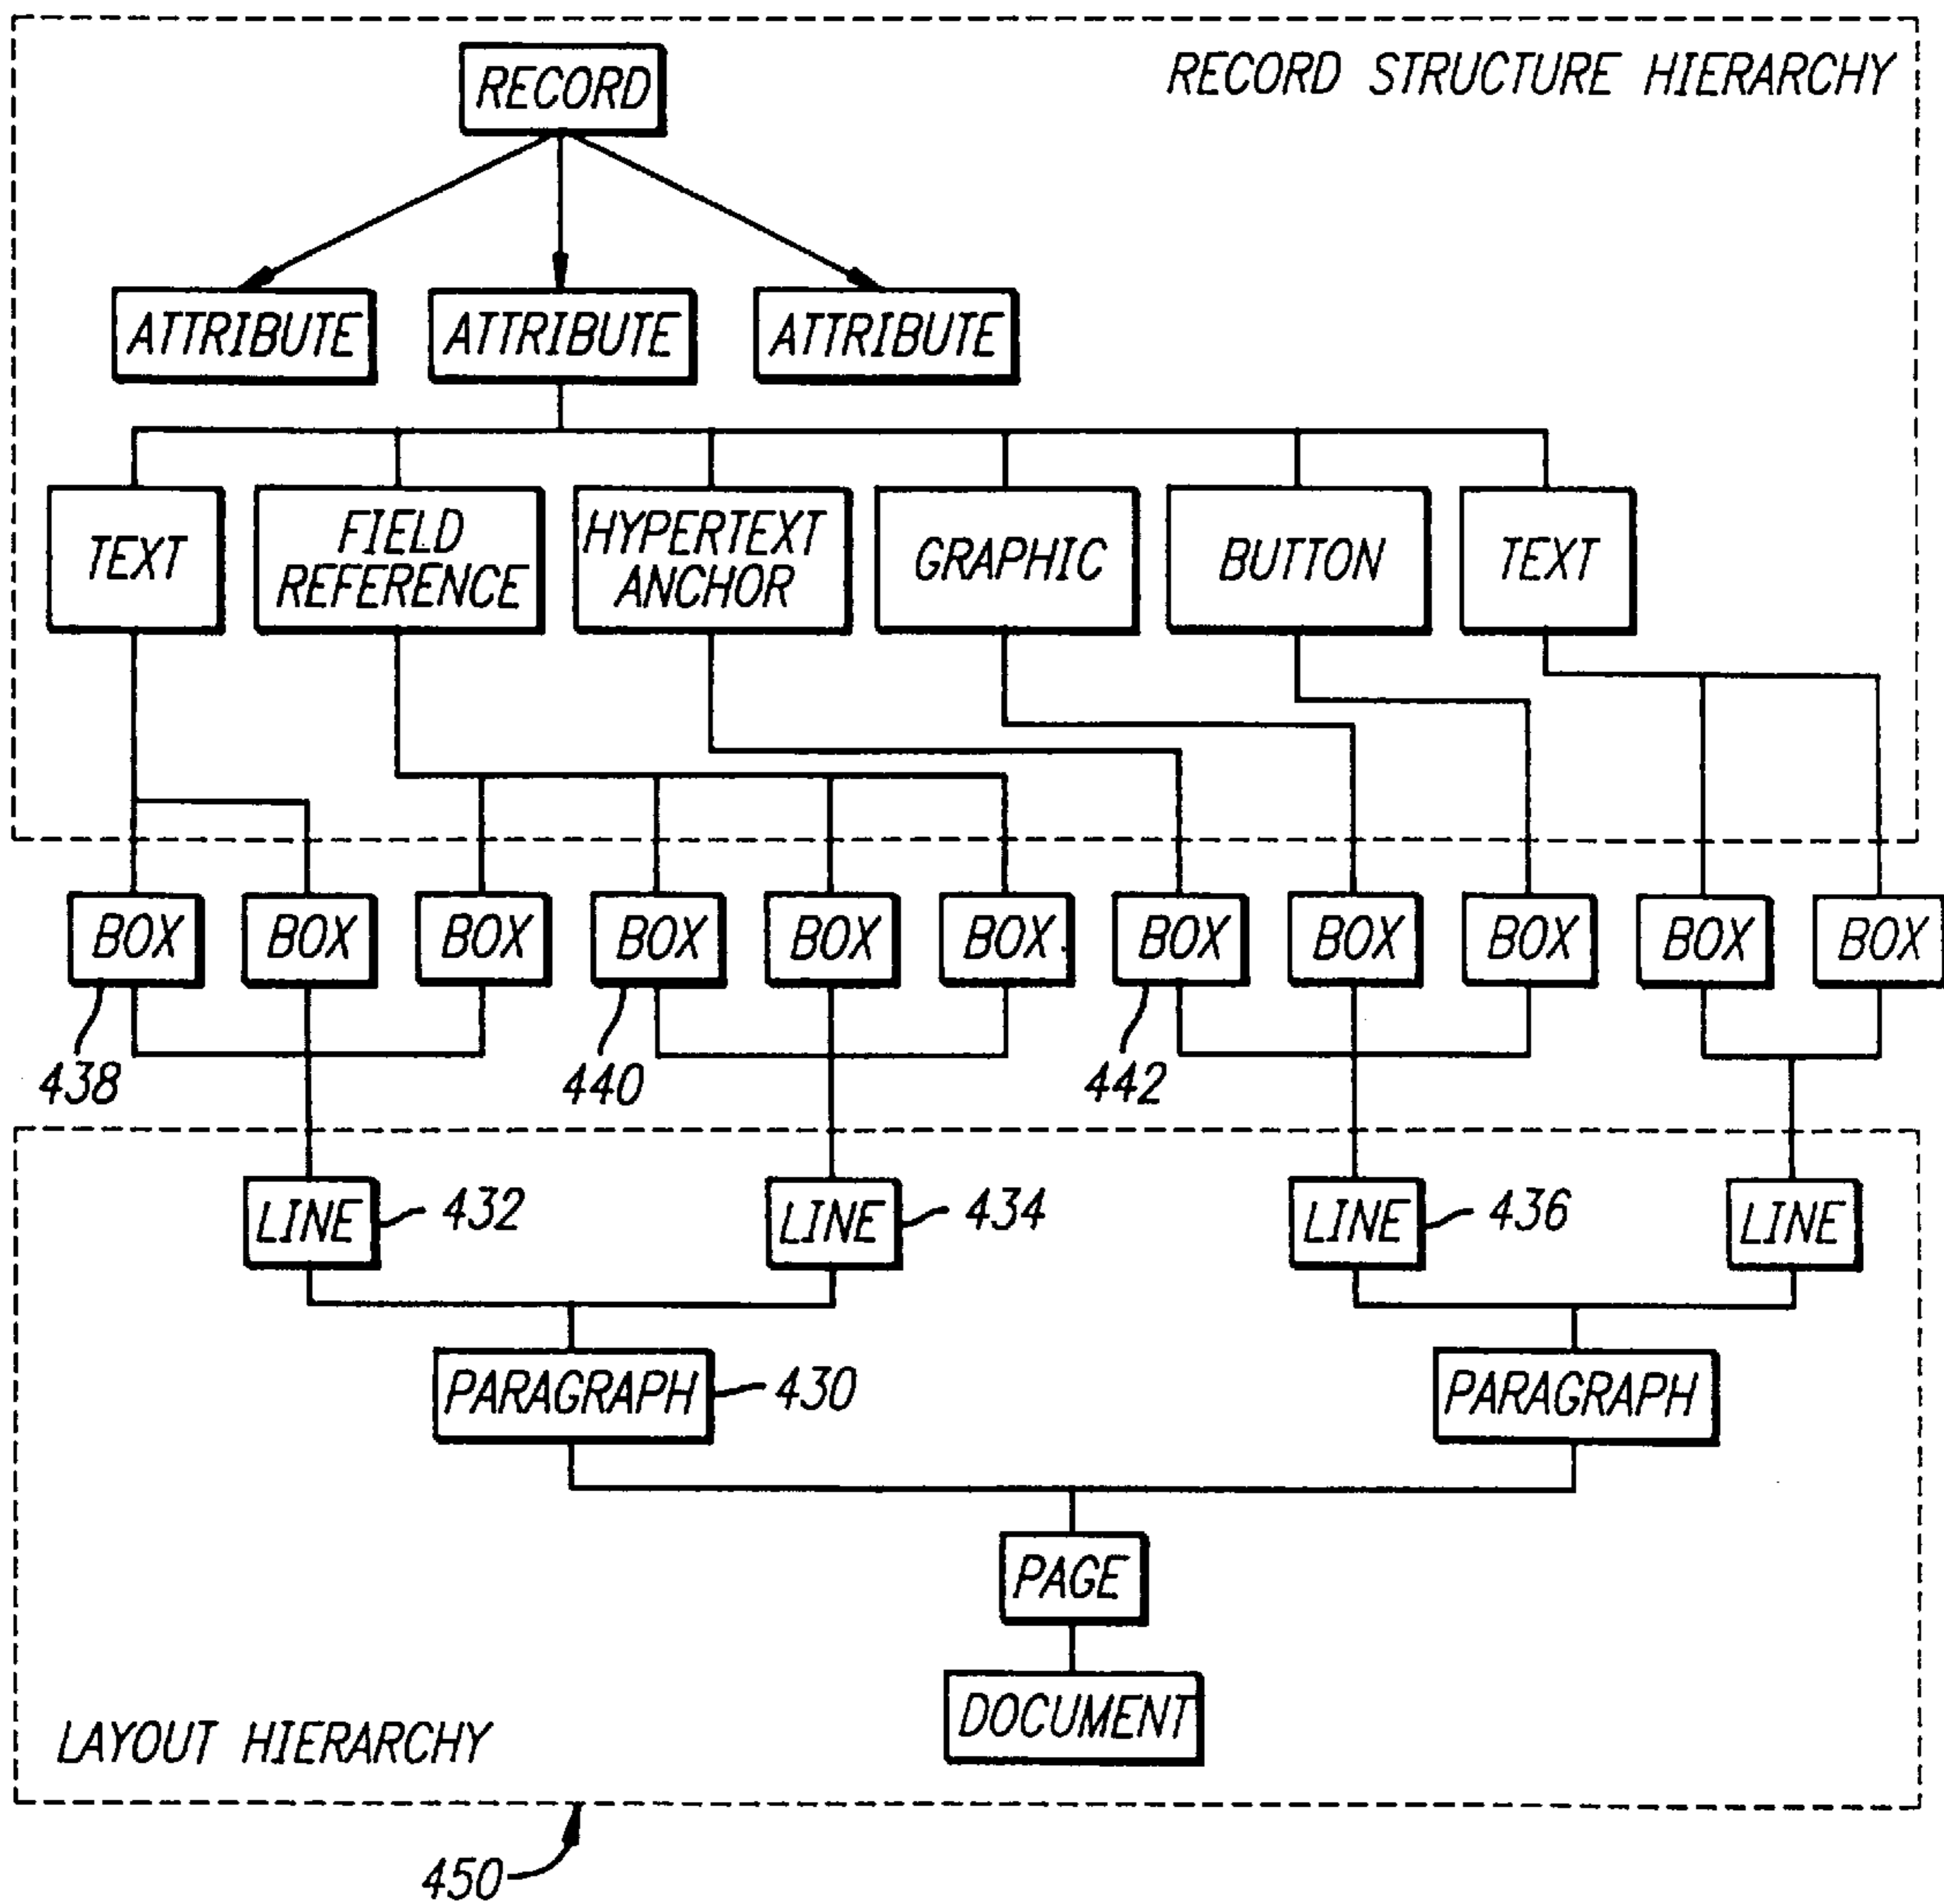 RECORD STRUCTURE HIERARCHY
RECORD
ATTRIBUTE
ATTRIBUTE
ATTRIBUTE
TEXT
FIELD
REFERENCE
HYPERTEXT
ANCHOR
GRAPHIC
BUTTON
TEXT
BOX
BOX
BOX
BOX
BOX
BOX
BOX
BOX
BOX
BOX
BOX
438
440
442
LINE
432
LINE
434
LINE
436
LINE
PARAGRAPH
430
PARAGRAPH
PAGE
DOCUMENT
LAYOUT HIERARCHY
450